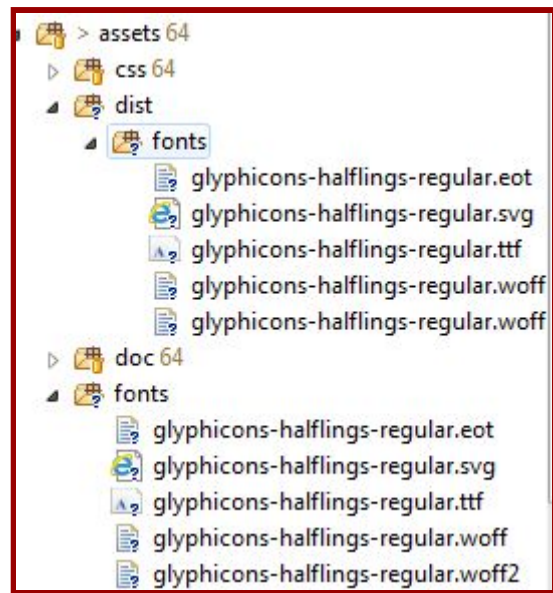 > assets 64
css 64
dist
fonts
glyphicons-halflings-regular.eot
glyphicons-halflings-regular.svg
glyphicons-halflings-regular.ttf
glyphicons-halflings-regular.woff
glyphicons-halflings-regular.woff
doc 64
fonts
glyphicons-halflings-regular.eot
glyphicons-halflings-regular.svg
glyphicons-halflings-regular.ttf
glyphicons-halflings-regular.woff
glyphicons-halflings-regular.woff2